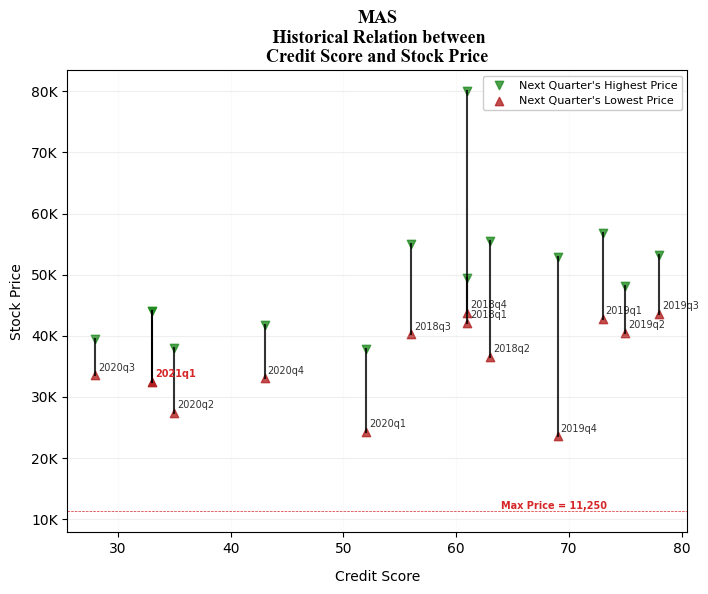 MAS
Historical Relation between
Credit Score and Stock Price
Next Quarter's Highest Price
Next Quarter's Lowest Price
80K
70K
60K
50K
40K
30K
20K
10K
Stock Price
2018q4
2018q1
2019q3
2019q1
2018q3
2019q2
2018q2
2020q3
2021q1
2020q4
2020q2
2020q1
2019q4
Max Price = 11,250
30
40
50
60
70
80
Credit Score